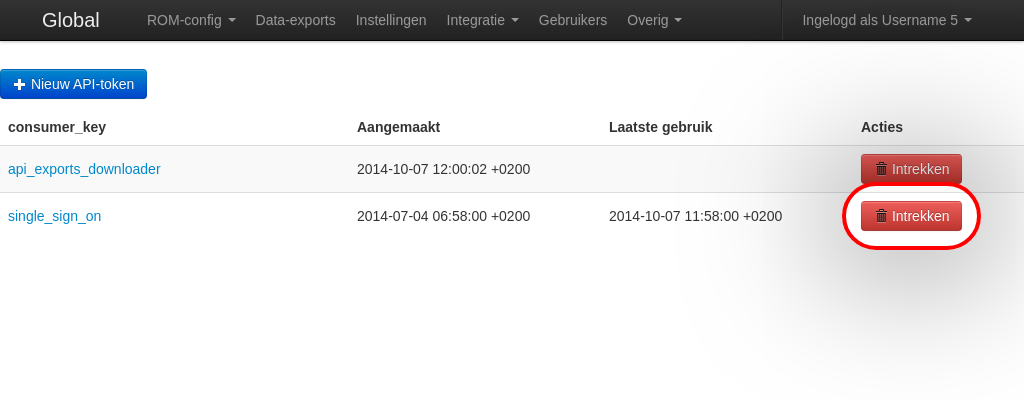 Global ROM-config Data-exports Instellingen Integratie Gebruikers Overig Ingelogd als Username 5
Nieuw API-token
consumer_key Aangemaakt Laatste gebruik Acties
api_exports_downloader 2014-10-07 12:00:02 +0200 Intrekken
single_sign_on 2014-07-04 06:58:00 +0200 2014-10-07 11:58:00 +0200 Intrekken